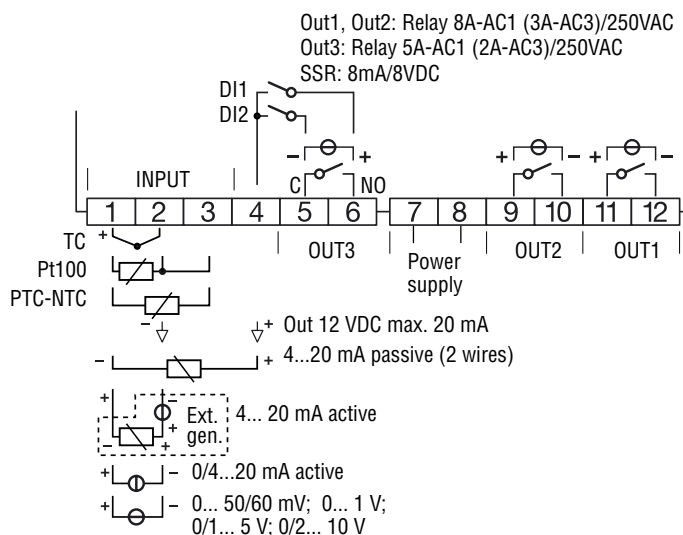 Out1, Out2: Relay 8A-AC1 (3A-AC3)/250VAC
Out3: Relay 5A-AC1 (2A-AC3)/250VAC
SSR: 8mA/8VDC
DI1
DI2
− + + − + −
INPUT C NO
1 2 3 4 5 6 7 8 9 10 11 12
TC + OUT3 Power supply OUT2 OUT1
Pt100
PTC-NTC
− + Out 12 VDC max. 20 mA
− + 4...20 mA passive (2 wires)
+ − Ext. gen. 4... 20 mA active
− + +
+ − 0/4...20 mA active
+ − 0... 50/60 mV; 0... 1 V;
0/1... 5 V; 0/2... 10 V